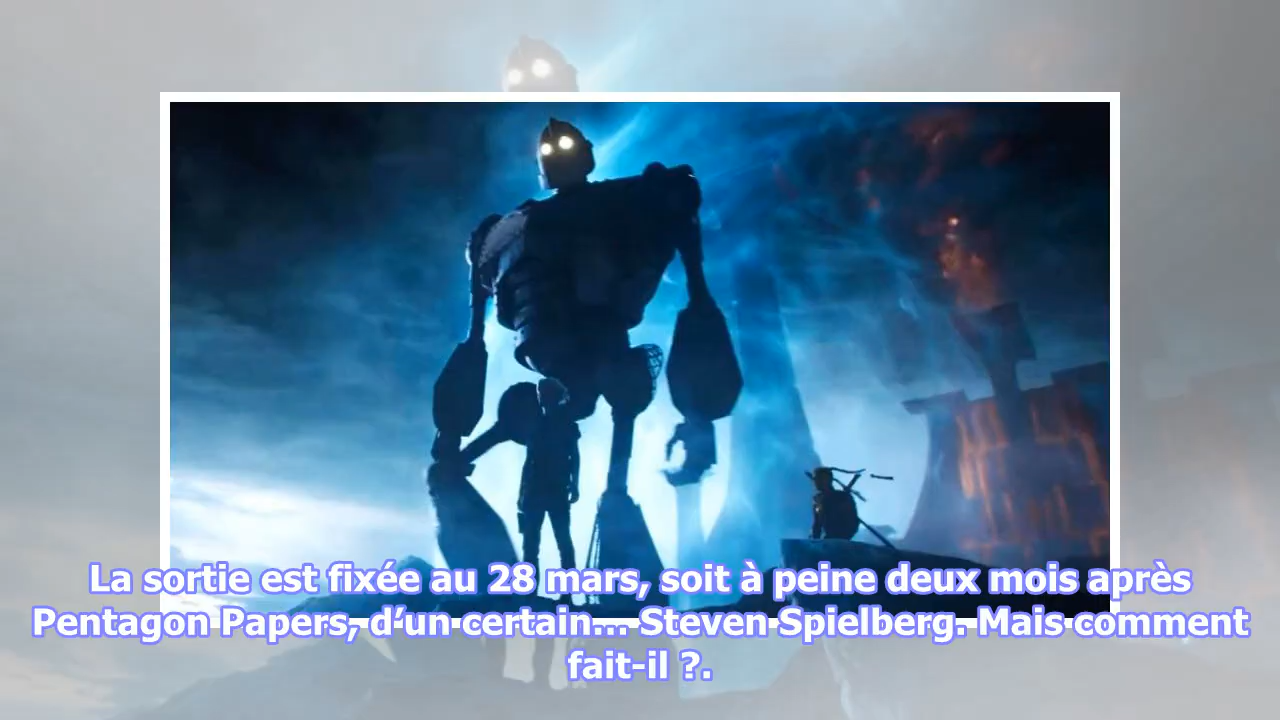 La sortie est fixée au 28 mars, soit à peine deux mois après
Pentagon Papers, d’un certain... Steven Spielberg. Mais comment
fait-il ?.